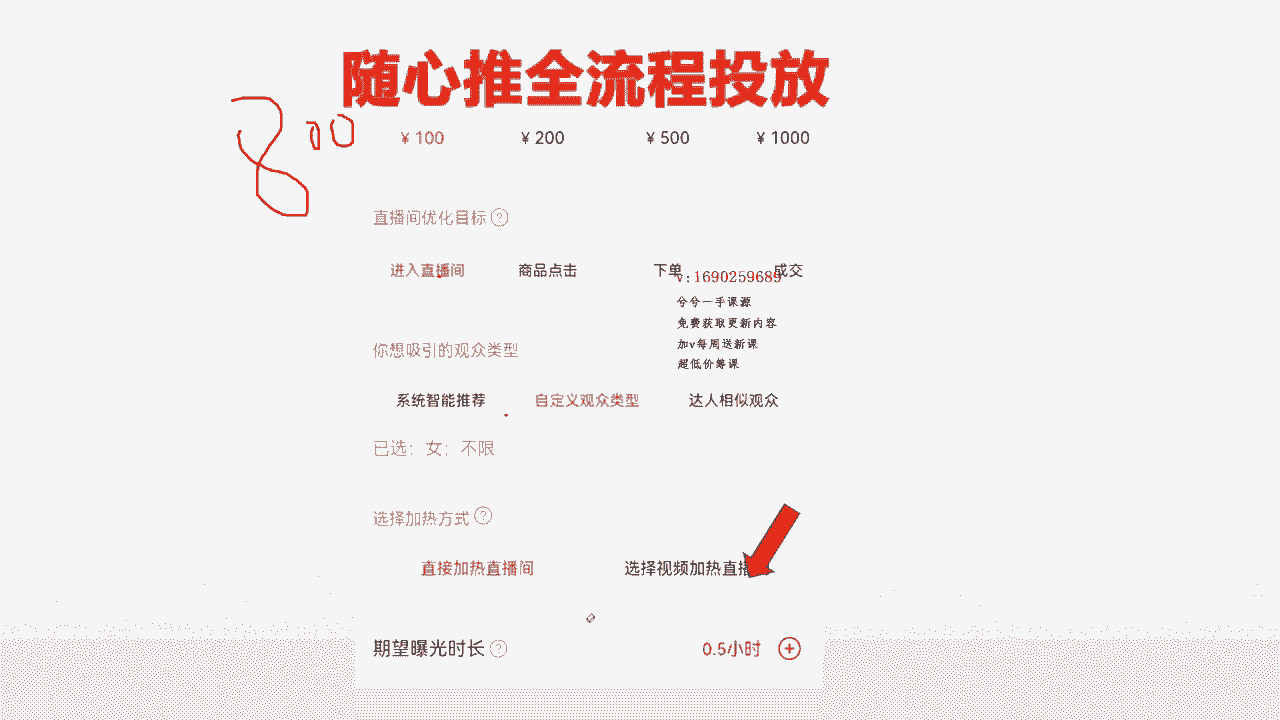 随心推全流程投放
800
¥ 100 ¥ 200 ¥ 500 ¥ 1000
直播间优化目标 ?
进入直播间 商品点击 下单 成交
v:1690259689
兮兮一手课源
免费获取更新内容
加v每周送新课
超低价筹课
你想吸引的观众类型
系统智能推荐 自定义观众类型 达人相似观众
已选：女；不限
选择加热方式 ?
直接加热直播间 选择视频加热直播
期望曝光时长 ? 0.5小时 +